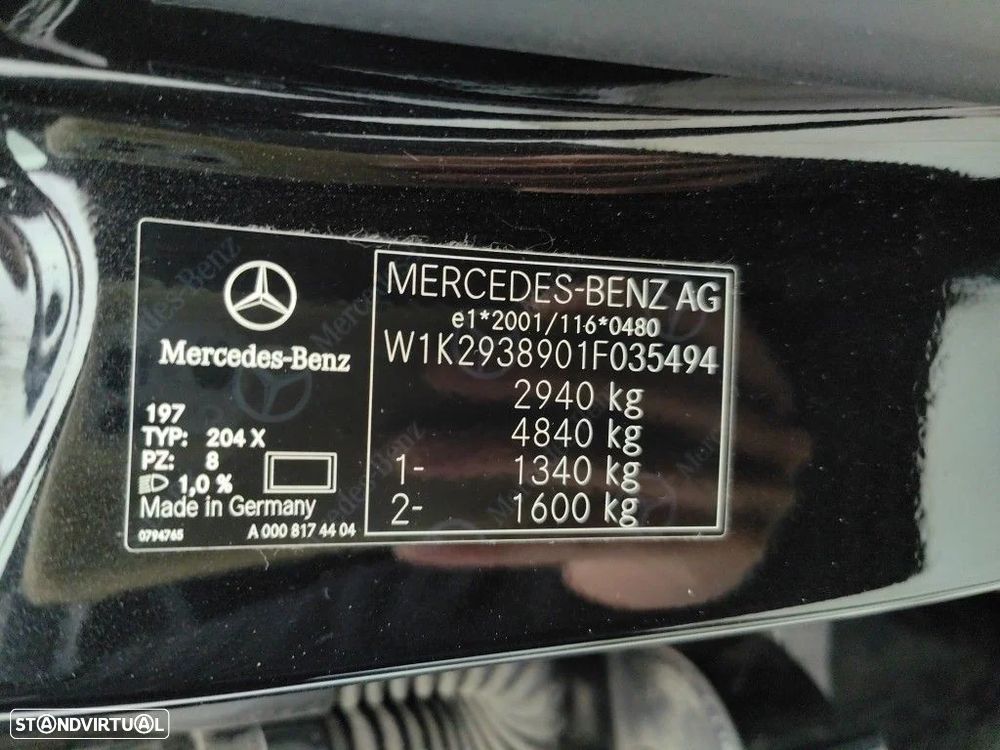 Mercedes-Benz
197
TYP: 204 X
PZ: 8
1,0 %
Made in Germany
0794765 A 000 817 44 04
MERCEDES-BENZ AG
e1*2001/116*0480
W1K2938901F035494
2940 kg
4840 kg
1- 1340 kg
2- 1600 kg
STANDVIRTUAL